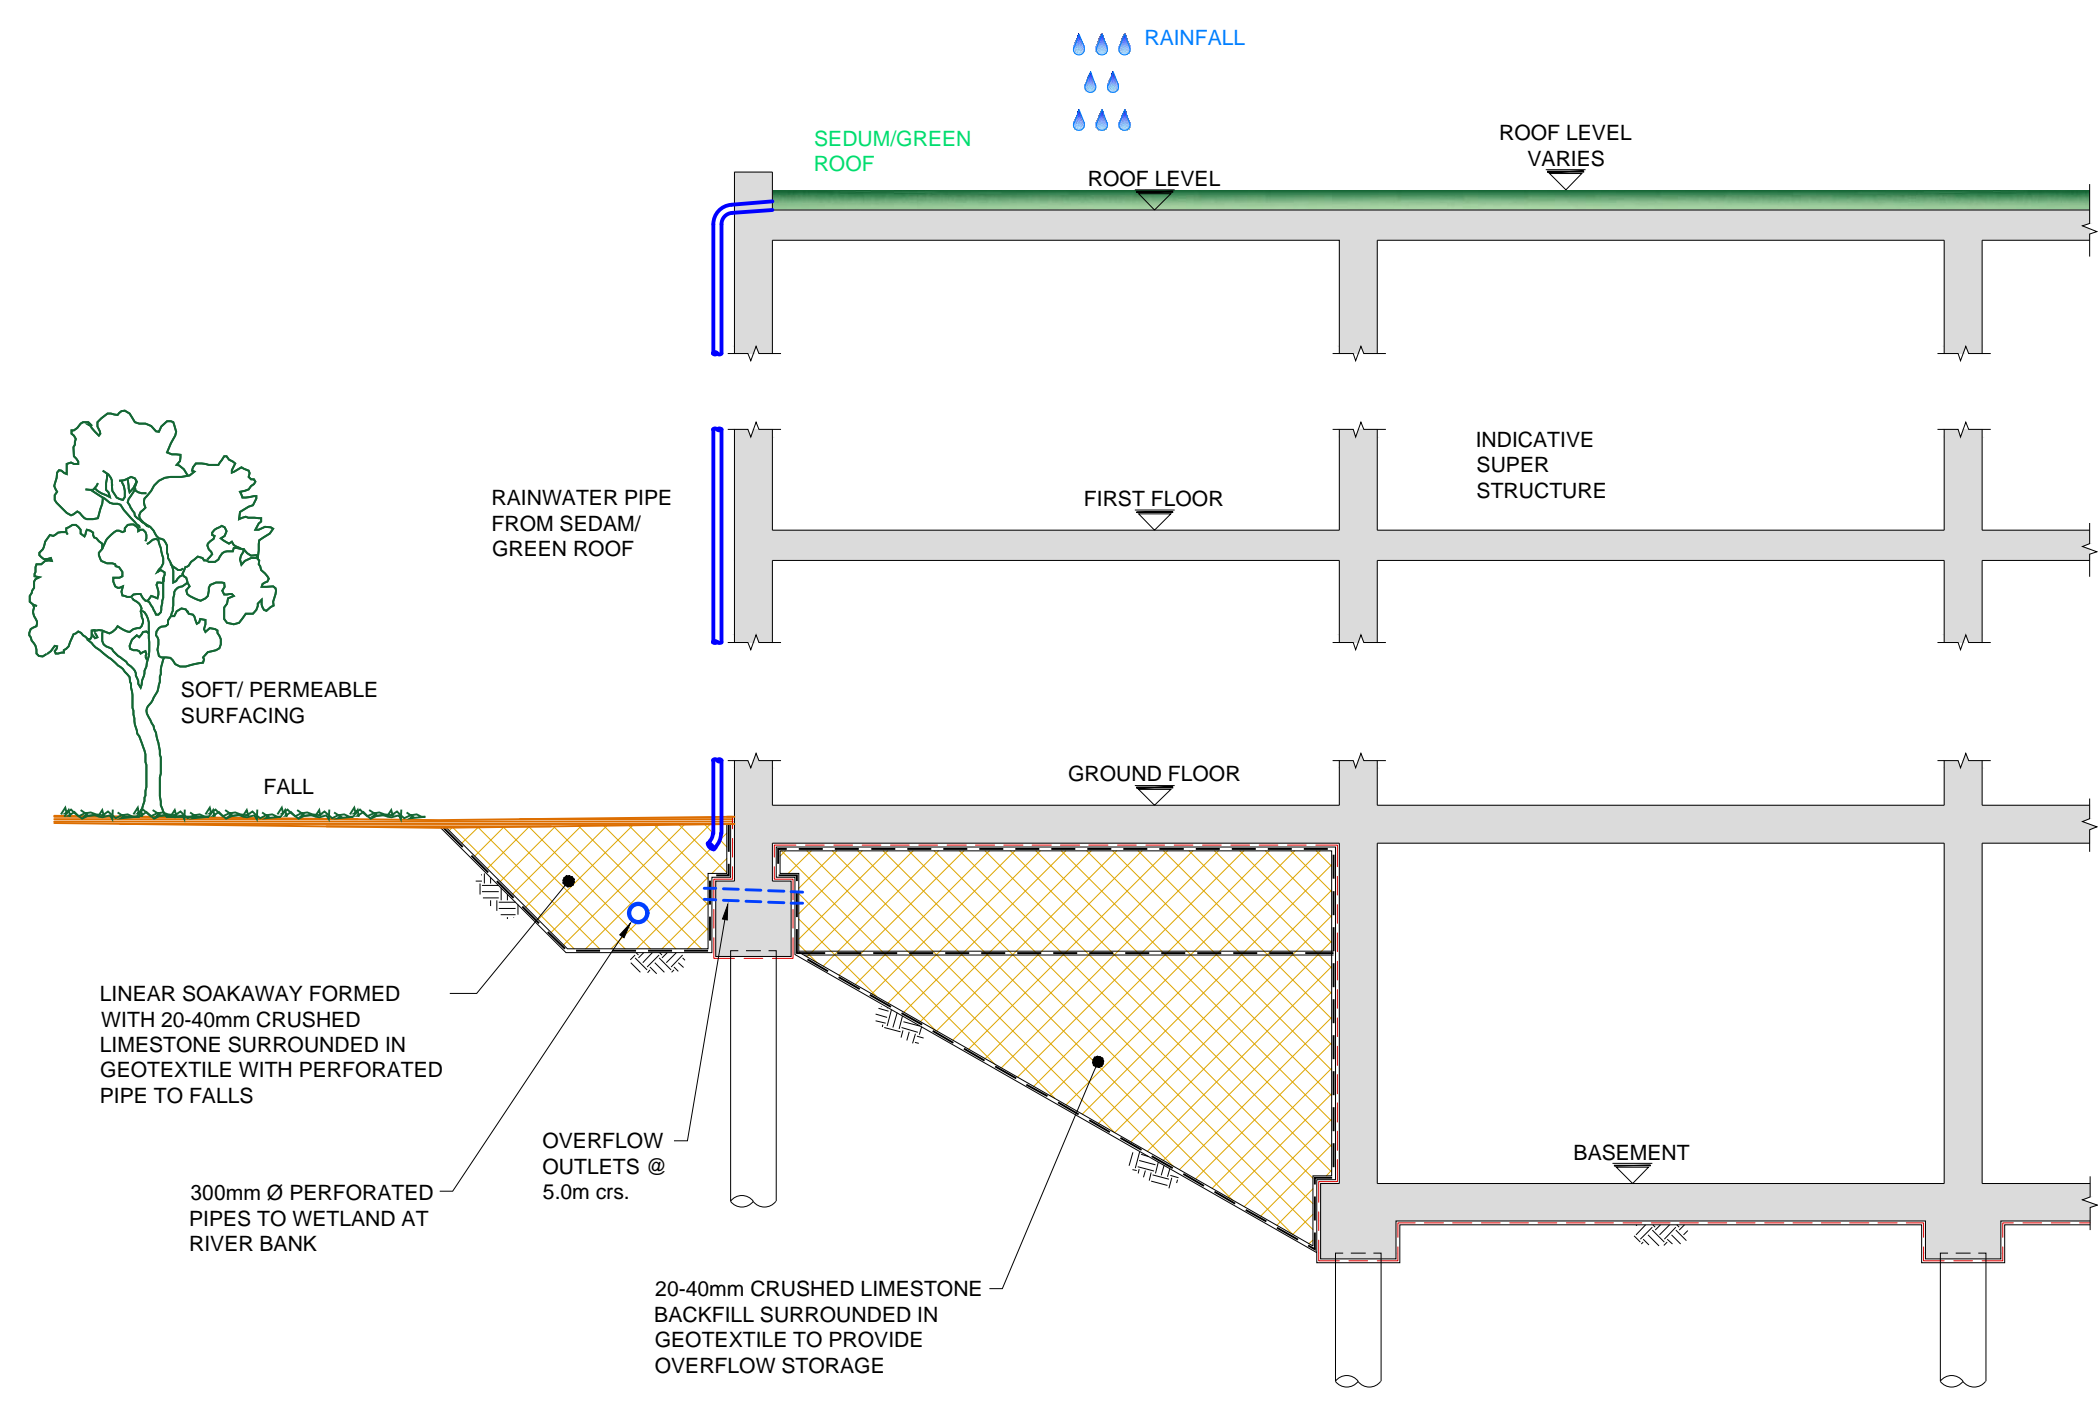 RAINFALL
SEDUM/GREEN
ROOF
ROOF LEVEL
ROOF LEVEL
VARIES
INDICATIVE
SUPER
STRUCTURE
RAINWATER PIPE
FROM SEDAM/
GREEN ROOF
FIRST FLOOR
SOFT/ PERMEABLE
SURFACING
FALL
GROUND FLOOR
LINEAR SOAKAWAY FORMED
WITH 20-40mm CRUSHED
LIMESTONE SURROUNDED IN
GEOTEXTILE WITH PERFORATED
PIPE TO FALLS
OVERFLOW
OUTLETS @
5.0m crs.
BASEMENT
300mm Ø PERFORATED
PIPES TO WETLAND AT
RIVER BANK
20-40mm CRUSHED LIMESTONE
BACKFILL SURROUNDED IN
GEOTEXTILE TO PROVIDE
OVERFLOW STORAGE